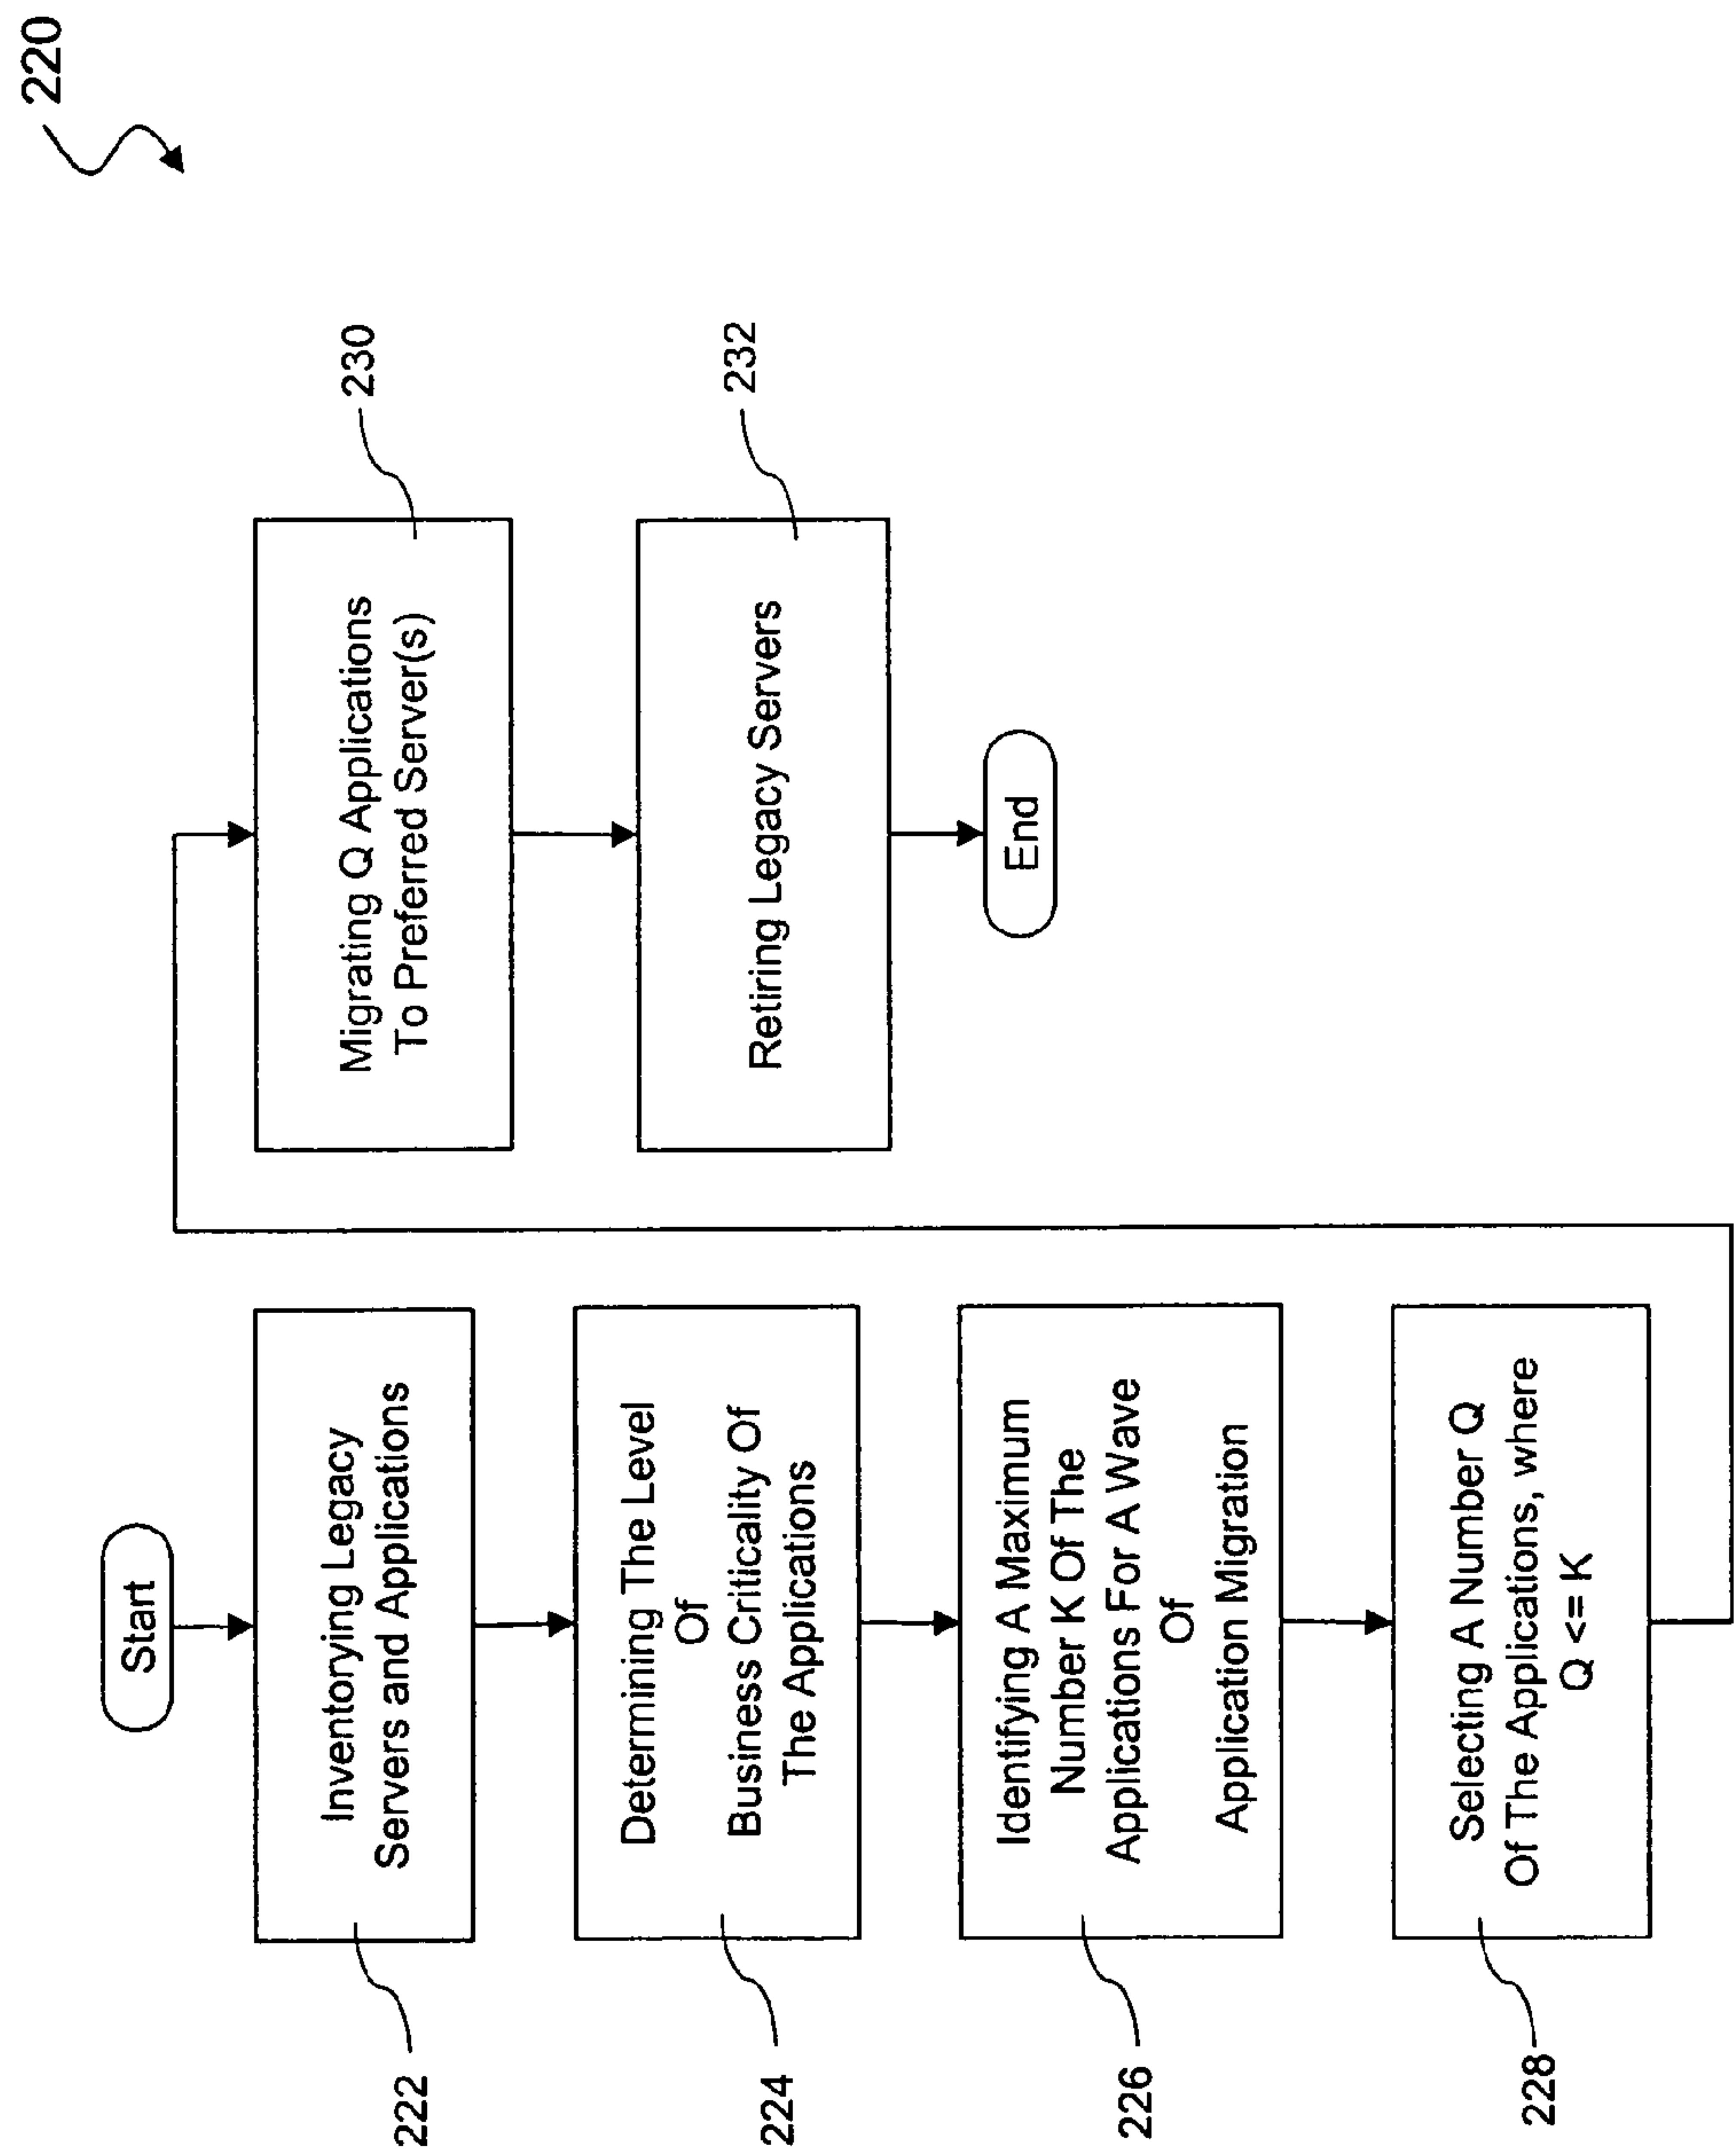 220
Start
222
Inventorying Legacy
Servers and Applications
224
Determining The Level
Of
Business Criticality Of
The Applications
226
Identifying A Maximum
Number K Of The
Applications For A Wave
Of
Application Migration
228
Selecting A Number Q
Of The Applications, where
Q <= K
230
Migrating Q Applications
To Preferred Server(s)
232
Retiring Legacy Servers
End